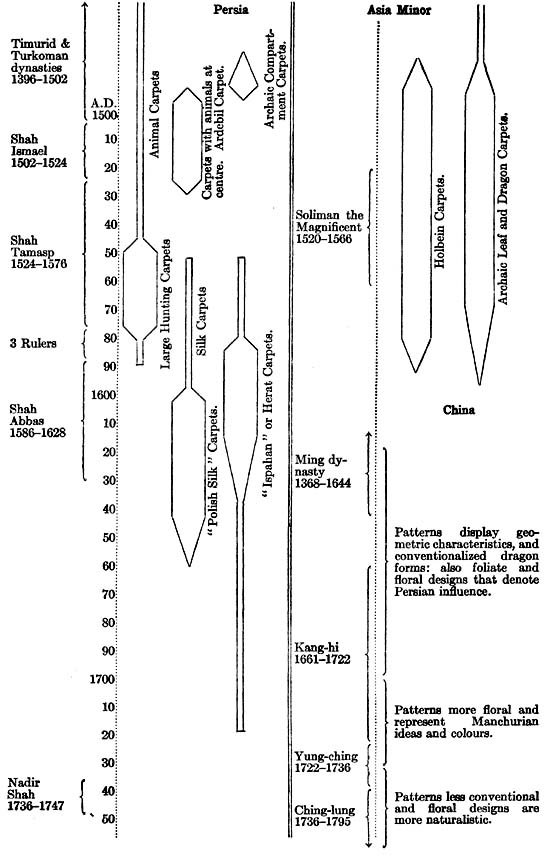 Persia
Asia Minor
Timurid &
Turkoman
dynasties
1396–1502
A.D.
1500
10
20
30
40
50
60
70
80
90
1600
10
20
30
40
50
60
70
80
90
1700
10
20
30
40
50
Shah
Ismael
1502–1524
Shah
Tamasp
1524–1576
3 Rulers
Shah
Abbas
1586–1628
Nadir
Shah
1736–1747
Animal Carpets
Large Hunting Carpets
Carpets with animals at
centre. Ardebil Carpet.
Archaic Compart-
ment Carpets.
Silk Carpets
"Polish Silk" Carpets.
"Ispahan" or Herat Carpets.
Soliman the
Magnificent
1520–1566
Holbein Carpets.
Archaic Leaf and Dragon Carpets.
China
Ming dy-
nasty
1368–1644
Kang-hi
1661–1722
Yung-ching
1722–1736
Ching-lung
1736–1795
Patterns display geo-
metric characteristics, and
conventionalized dragon
forms: also foliate and
floral designs that denote
Persian influence.
Patterns more floral and
represent Manchurian
ideas and colours.
Patterns less conventional
and floral designs are
more naturalistic.